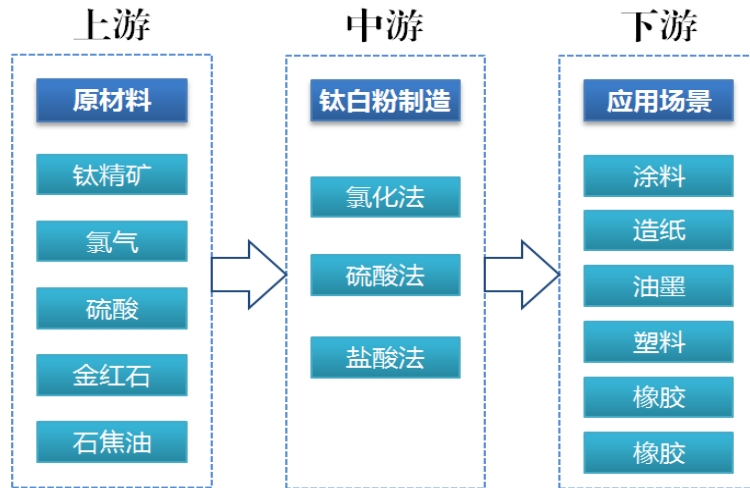 上游
原材料
钛精矿
氯气
硫酸
金红石
石焦油
中游
钛白粉制造
氯化法
硫酸法
盐酸法
下游
应用场景
涂料
造纸
油墨
塑料
橡胶
橡胶